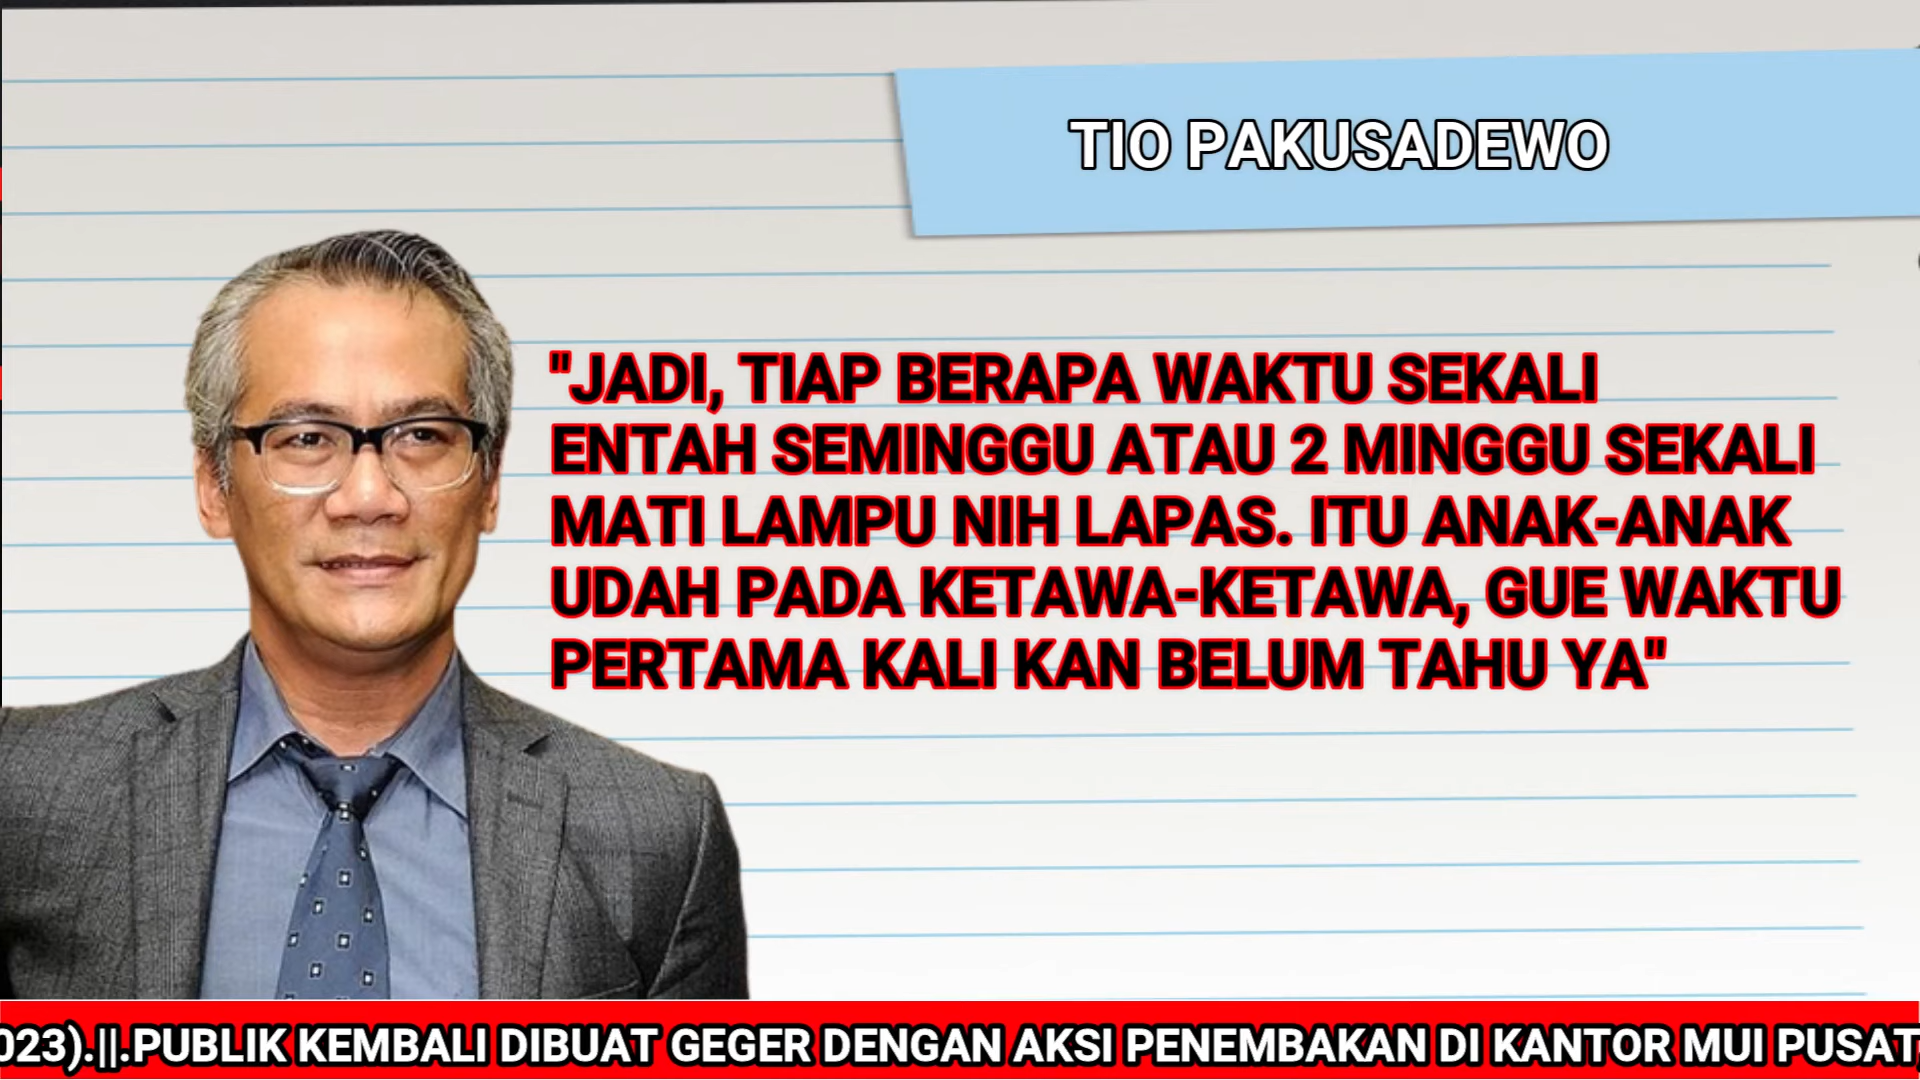 TIO PAKUSADEWO
"JADI, TIAP BERAPA WAKTU SEKALI
ENTAH SEMINGGU ATAU 2 MINGGU SEKALI
MATI LAMPU NIH LAPAS. ITU ANAK-ANAK
UDAH PADA KETAWA-KETAWA, GUE WAKTU
PERTAMA KALI KAN BELUM TAHU YA"
023).||.PUBLIK KEMBALI DIBUAT GEGER DENGAN AKSI PENEMBAKAN DI KANTOR MUI PUSAT,